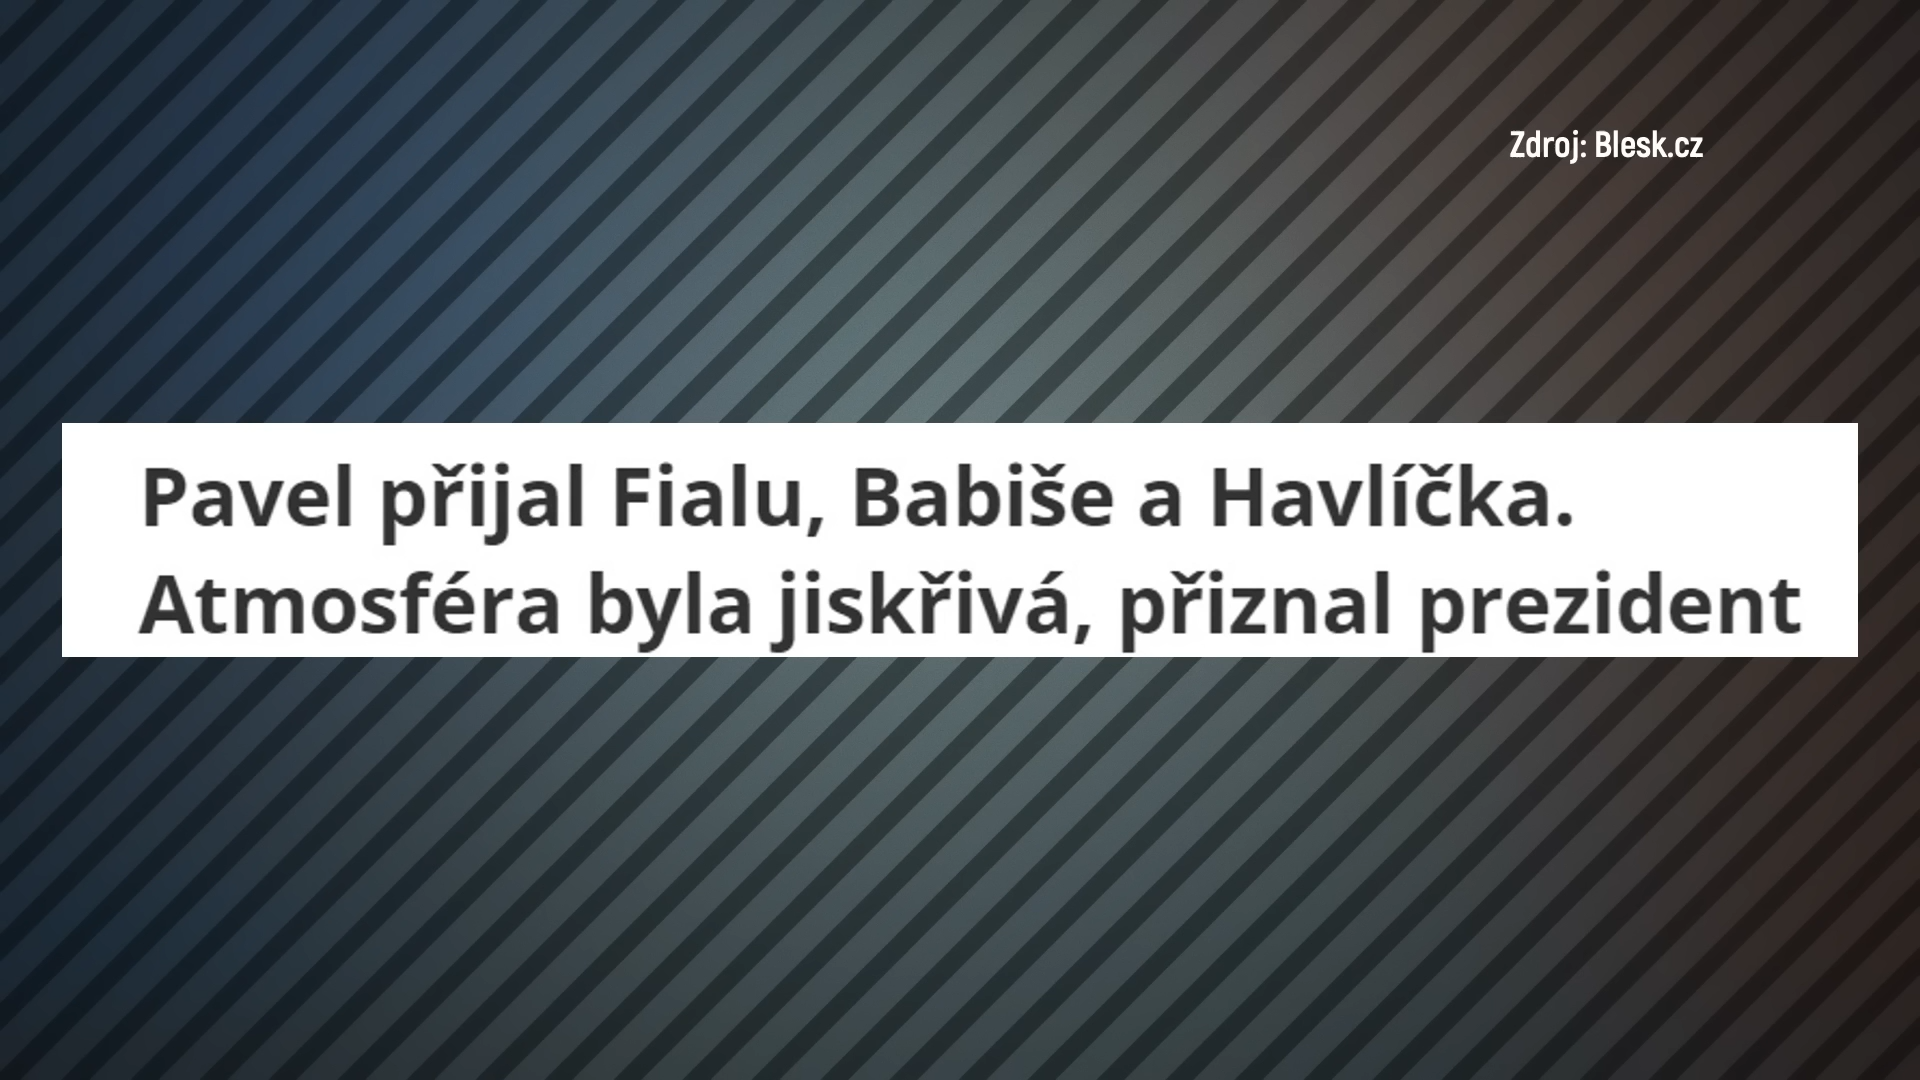 Zdroj: Blesk.cz
Pavel přijal Fialu, Babiše a Havlíčka.
Atmosféra byla jiskřivá, přiznal prezident